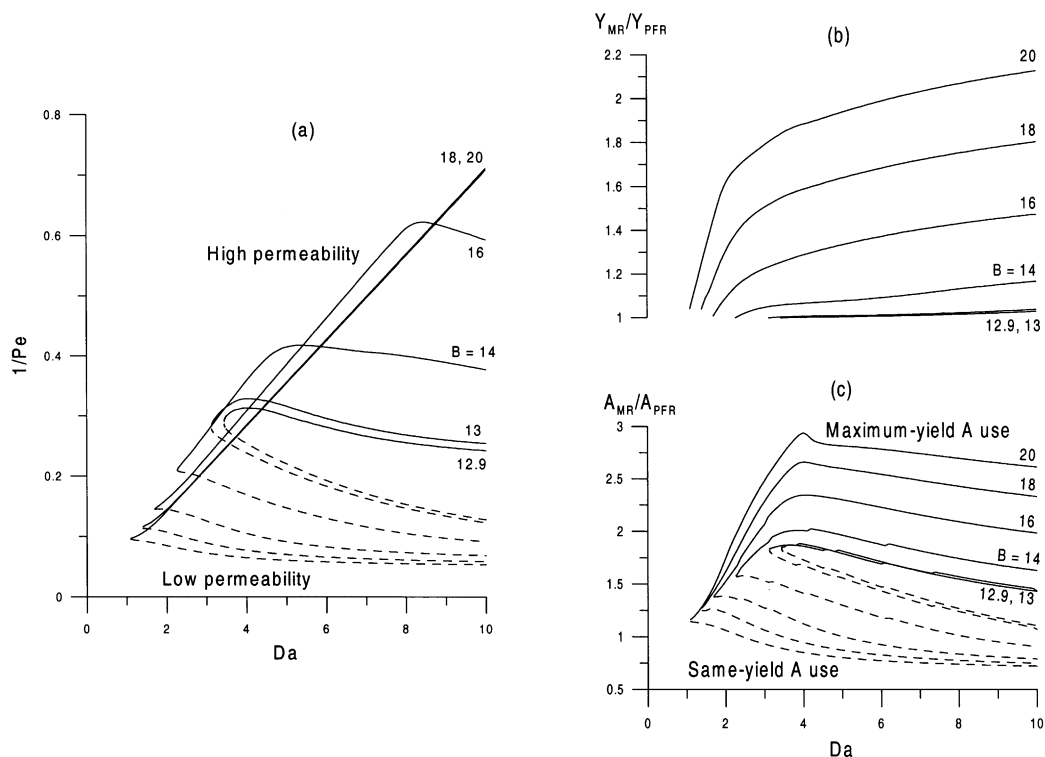 (a)
0.8
0.6
0.4
0.2
0
1/Pe
18, 20
High permeability
16
B = 14
13
12.9
Low permeability
0
2
4
6
8
10
Da
Y_MR/Y_PFR
(b)
2.2
2
1.8
1.6
1.4
1.2
1
20
18
16
B = 14
12.9, 13
(c)
A_MR/A_PFR
3
2.5
2
1.5
1
0.5
Maximum-yield A use
20
18
16
B = 14
12.9, 13
Same-yield A use
0
2
4
6
8
10
Da